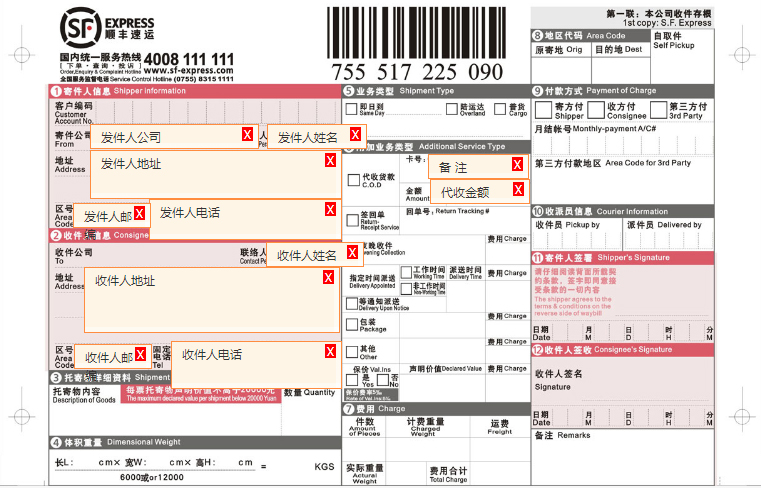 SF EXPRESS
顺丰速运
国内统一服务热线 4008 111 111
[ 下单 · 查询 · 投诉 ] www.sf-express.com
Order,Enquiry & Complaint Hotline
全国服务监督电话 Service Control Hotline (0755) 8315 1111
755 517 225 090
第一联：本公司收件存根
1st copy: S.F. Express
① 寄件人信息 Shipper Information
客户编码
Customer
Account No.
寄件公司
From
发件人公司 X
人
发件人姓名 X
地址
Address
发件人地址 X
区号
Area
Code
发件人邮编 X
发件人电话 X
② 收件人信息 Consigne
收件公司
To
联络人
Contact
收件人姓名 X
地址
Address
收件人地址 X
区号
Area
Code
收件人邮编 X
固定
电话
Tel
收件人电话 X
③ 托寄物详细资料 Shipment
托寄物内容
Description of Goods
每票托寄物声明价值不高于20000元
The maximum declared value per shipment below 20000 Yuan
数量 Quantity
④ 体积重量 Dimensional Weight
长L: cm× 宽W: cm× 高H: cm = KGS
6000或or12000
⑤ 业务类型 Shipment Type
即日到
Same Day
陆运达
Overland
普货
Cargo
加业务类型 Additional Service Type
代收货款
C.O.D
卡号:
备 注 X
金额
Amount
代收金额 X
签回单
Return-
Receipt Service
回单号: Return Tracking #
夜晚收件
Evening Collection
费用 Charge
指定时间派送
Delivery Appointed
工作时间
Working Time
非工作时间
Non-Working Time
派送时间
Delivery Time
费用 Charge
等通知派送
Delivery Upon Notice
包装
Package
费用 Charge
其他
Other
费用 Charge
保价 Val.Ins
是
Yes
否
No
声明价值 Declared Value
费用 Charge
保价费率5‰
Rate of Val.Ins.5‰
⑦ 费用 Charge
件数
Amount
of Pieces
计费重量
Charged
Weight
运费
Freight
实际重量
Actual
Weight
费用合计
Total Charge
⑧ 地区代码 Area Code
原寄地 Orig
目的地 Dest
自取件
Self Pickup
⑨ 付款方式 Payment of Charge
寄方付
Shipper
收方付
Consignee
第三方付
3rd Party
月结帐号 Monthly-payment A/C#
第三方付款地区 Area Code for 3rd Party
⑩ 收派员信息 Courier Information
收件员 Pickup by
派件员 Delivered by
⑪ 寄件人签署 Shipper's Signature
请仔细阅读背面所载契
约条款，签字即同意接
受条款的一切内容
The shipper agrees to the
terms & conditions on the
reverse side of waybill
日期
Date
月
M
日
D
时
H
分
M
⑫ 收件人签收 Consignee's Signature
收件人签名
Signature
日期
Date
月
M
日
D
时
H
分
M
备注 Remarks